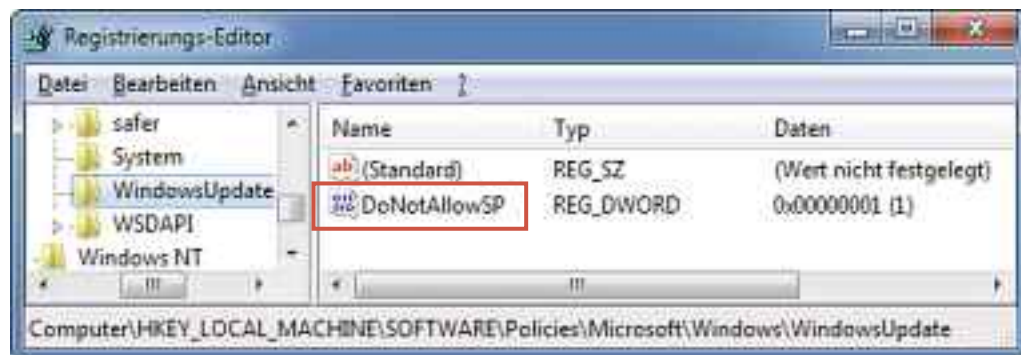 Registrierungs-Editor
Datei Bearbeiten Ansicht Favoriten ?
safer
System
WindowsUpdate
WSDAPI
Windows NT
Name Typ Daten
(Standard) REG_SZ (Wert nicht festgelegt)
DoNotAllowSP REG_DWORD 0x00000001 (1)
Computer\HKEY_LOCAL_MACHINE\SOFTWARE\Policies\Microsoft\Windows\WindowsUpdate